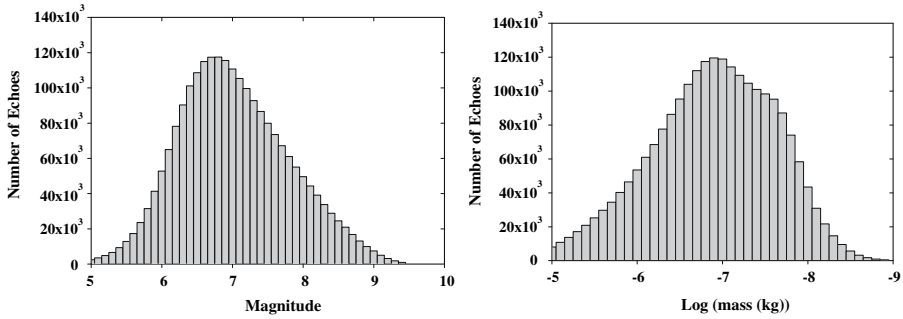 140x10³
120x10³
100x10³
80x10³
60x10³
40x10³
20x10³
0
Number of Echoes
5 6 7 8 9 10
Magnitude
140x10³
120x10³
100x10³
80x10³
60x10³
40x10³
20x10³
0
Number of Echoes
-5 -6 -7 -8 -9
Log (mass (kg))